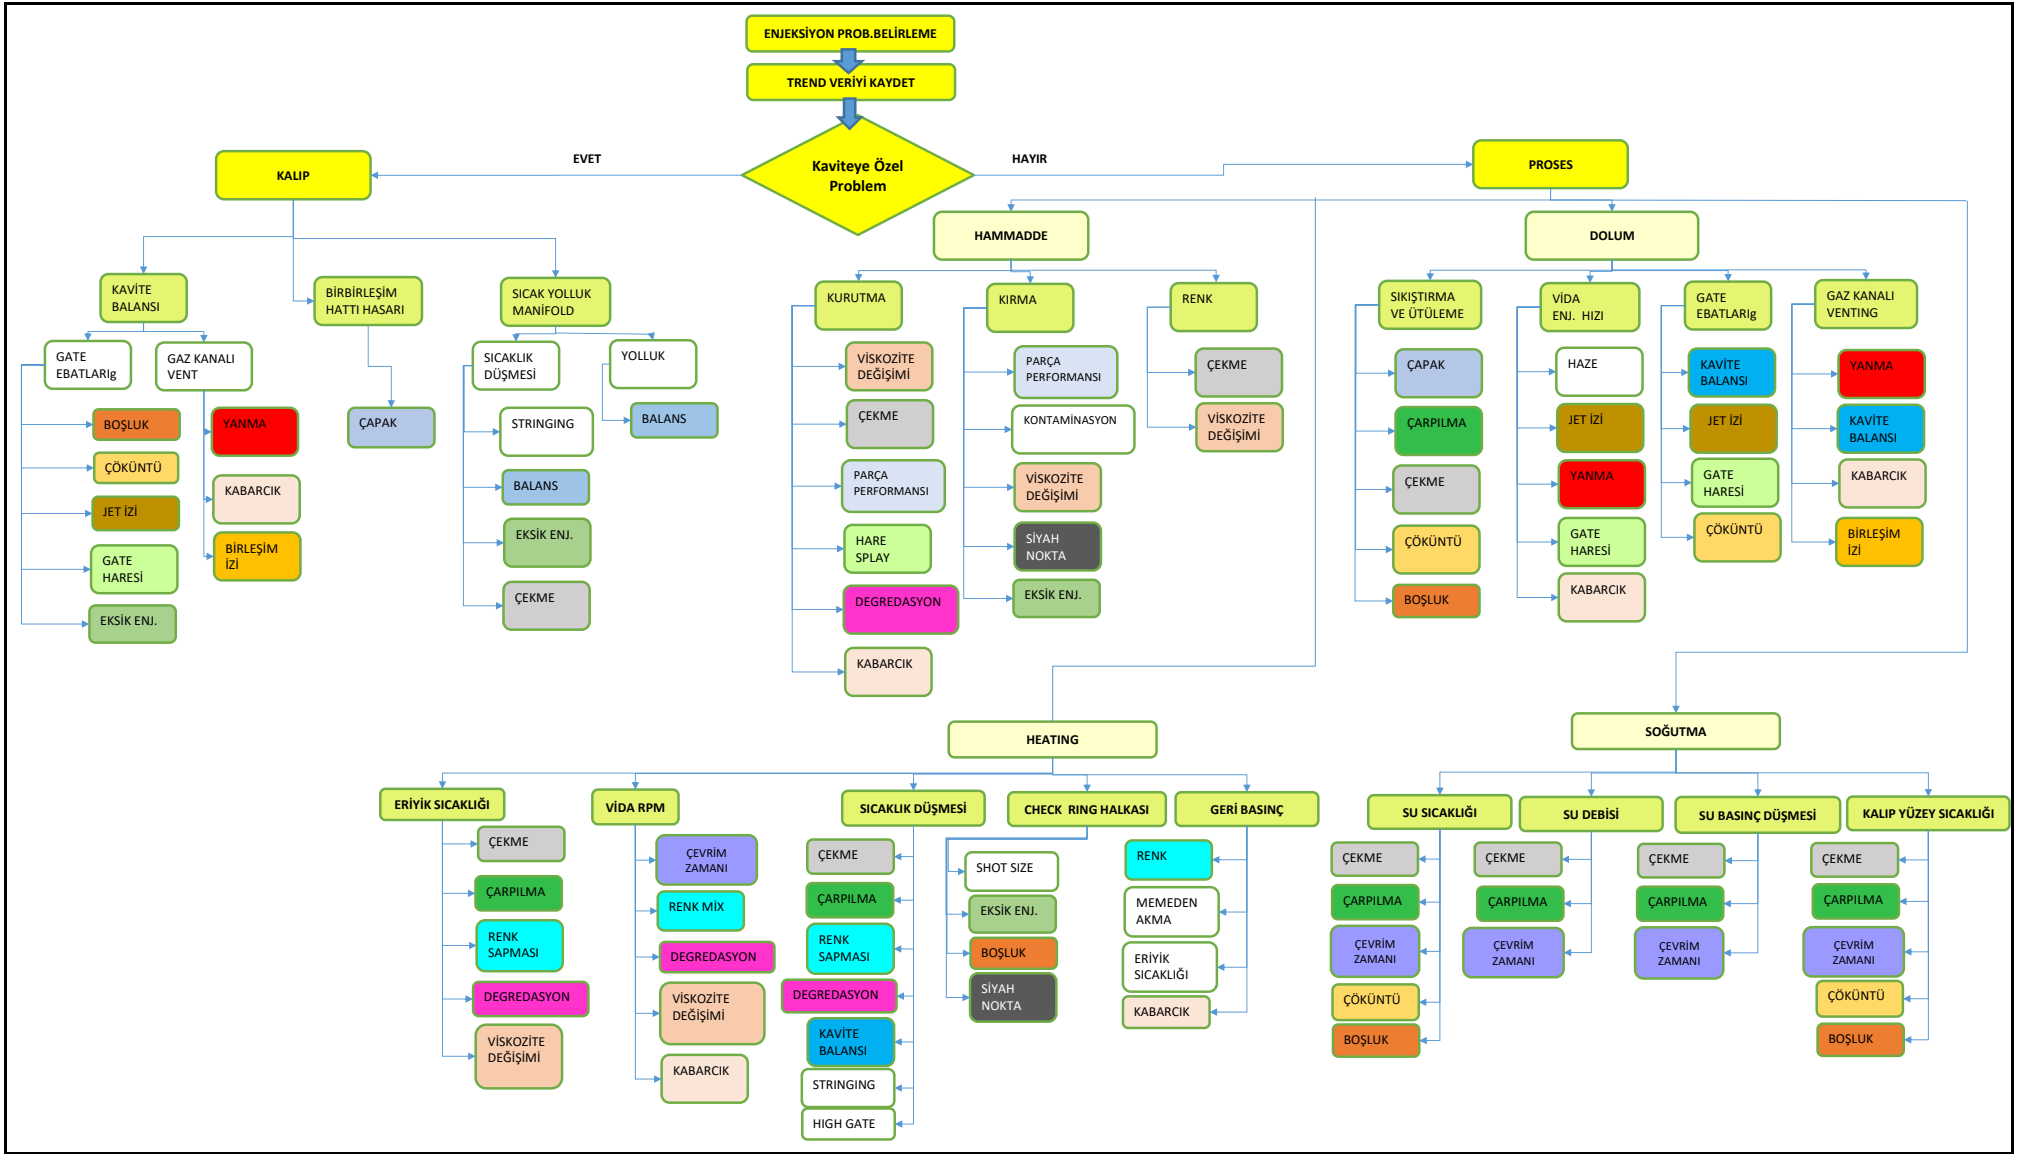 ENJEKSİYON PROB.BELİRLEME
TREND VERİYİ KAYDET
Kaviteye Özel
Problem
EVET
HAYIR
KALIP
PROSES
HAMMADDE
DOLUM
KAVİTE
BALANSI
BİRBİRLEŞİM
HATTI HASARI
SICAK YOLLUK
MANIFOLD
GATE
EBATLARIg
GAZ KANALI
VENT
SICAKLIK
DÜŞMESİ
YOLLUK
BOŞLUK
ÇÖKÜNTÜ
JET İZİ
GATE
HARESİ
EKSİK ENJ.
YANMA
KABARCIK
BİRLEŞİM
İZİ
ÇAPAK
STRINGING
BALANS
EKSİK ENJ.
ÇEKME
BALANS
KURUTMA
KIRMA
RENK
VİSKOZİTE
DEĞİŞİMİ
ÇEKME
PARÇA
PERFORMANSI
HARE
SPLAY
DEGREDASYON
KABARCIK
PARÇA
PERFORMANSI
KONTAMİNASYON
VİSKOZİTE
DEĞİŞİMİ
SİYAH
NOKTA
EKSİK ENJ.
ÇEKME
VİSKOZİTE
DEĞİŞİMİ
SIKIŞTIRMA
VE ÜTÜLEME
VİDA
ENJ.  HIZI
GATE
EBATLARIg
GAZ KANALI
VENTING
ÇAPAK
ÇARPILMA
ÇEKME
ÇÖKÜNTÜ
BOŞLUK
HAZE
JET İZİ
YANMA
GATE
HARESİ
KABARCIK
KAVİTE
BALANSI
JET İZİ
GATE
HARESİ
ÇÖKÜNTÜ
YANMA
KAVİTE
BALANSI
KABARCIK
BİRLEŞİM
İZİ
HEATING
SOĞUTMA
ERİYİK SICAKLIĞI
VİDA RPM
SICAKLIK DÜŞMESİ
CHECK  RING HALKASI
GERİ BASINÇ
ÇEKME
ÇARPILMA
RENK
SAPMASI
DEGREDASYON
VİSKOZİTE
DEĞİŞİMİ
ÇEVRİM
ZAMANI
RENK MİX
DEGREDASYON
VİSKOZİTE
DEĞİŞİMİ
KABARCIK
ÇEKME
ÇARPILMA
RENK
SAPMASI
DEGREDASYON
KAVİTE
BALANSI
STRINGING
HIGH GATE
SHOT SIZE
EKSİK ENJ.
BOŞLUK
SİYAH
NOKTA
RENK
MEMEDEN
AKMA
ERİYİK
SICAKLIĞI
KABARCIK
SU SICAKLIĞI
SU DEBİSİ
SU BASINÇ DÜŞMESİ
KALIP YÜZEY SICAKLIĞI
ÇEKME
ÇARPILMA
ÇEVRİM
ZAMANI
ÇÖKÜNTÜ
BOŞLUK
ÇEKME
ÇARPILMA
ÇEVRİM
ZAMANI
ÇEKME
ÇARPILMA
ÇEVRİM
ZAMANI
ÇEKME
ÇARPILMA
ÇEVRİM
ZAMANI
ÇÖKÜNTÜ
BOŞLUK